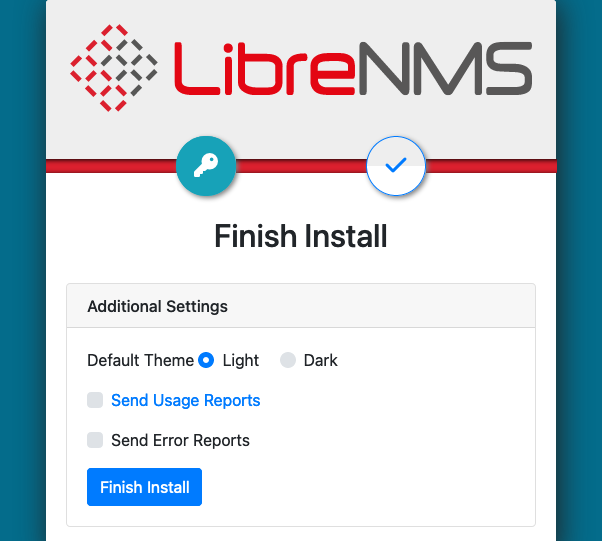 LibreNMS
Finish Install
Additional Settings
Default Theme Light Dark
Send Usage Reports
Send Error Reports
Finish Install